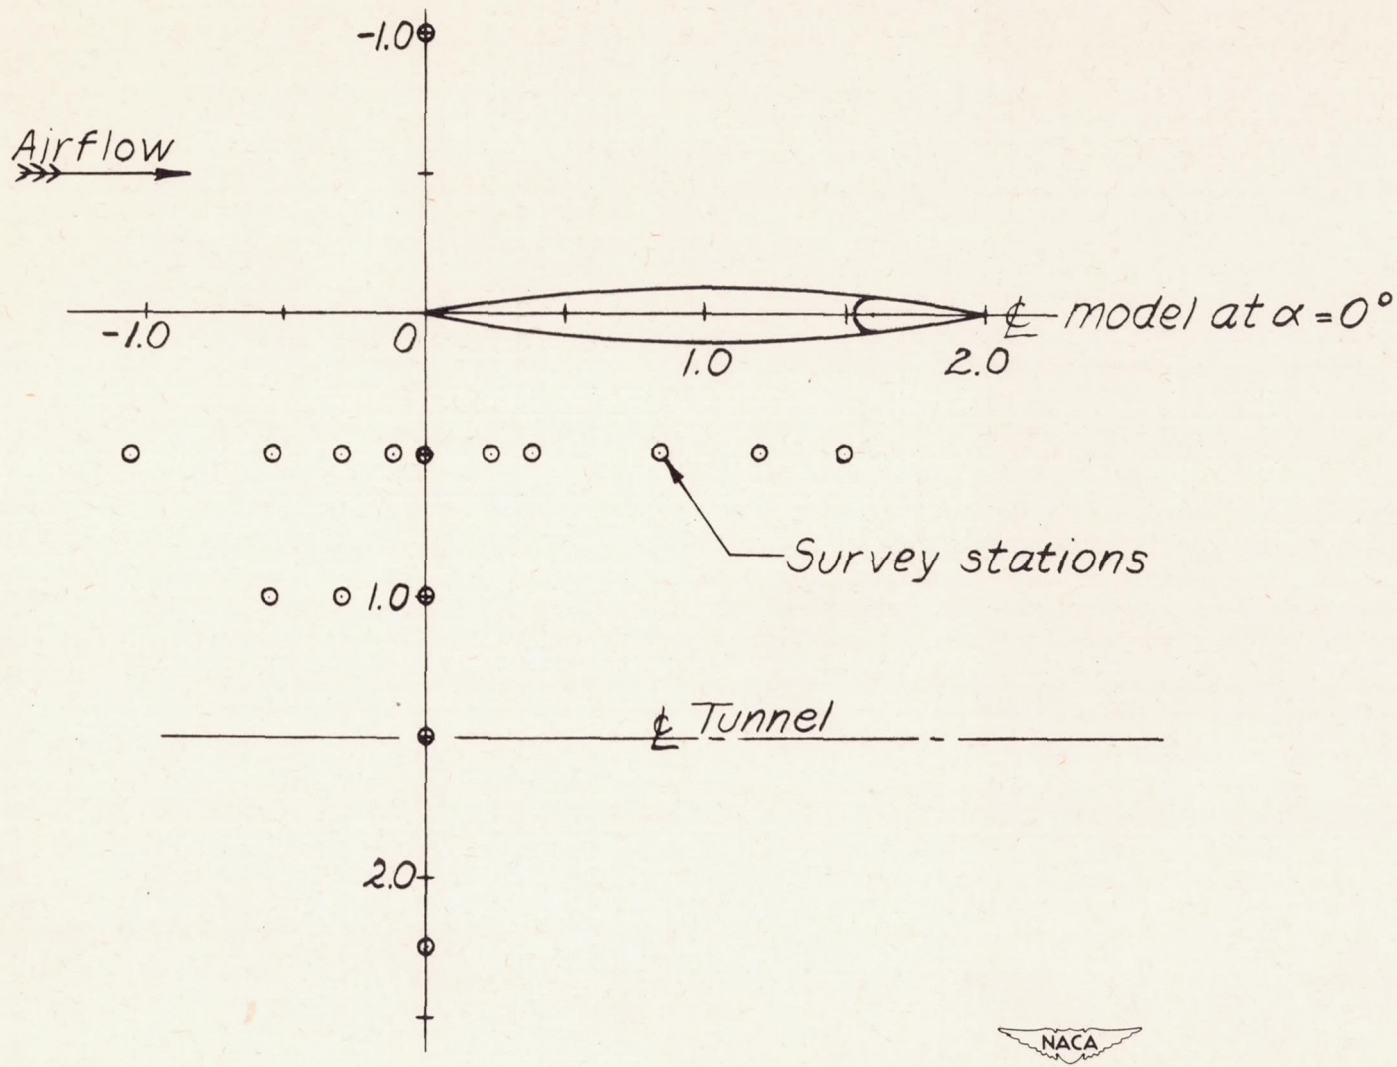 -1.0
Airflow
-1.0
0
1.0
2.0
℄ model at α = 0°
Survey stations
1.0
℄ Tunnel
2.0
NACA